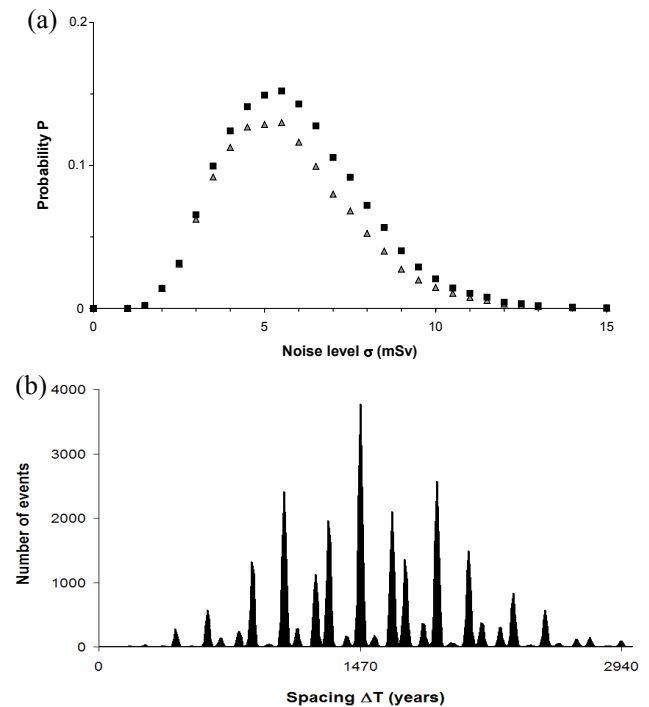 (a)
0.2
0.1
0
Probability P
0 5 10 15
Noise level σ (mSv)
(b)
4000
3000
2000
1000
0
Number of events
0 1470 2940
Spacing ΔT (years)